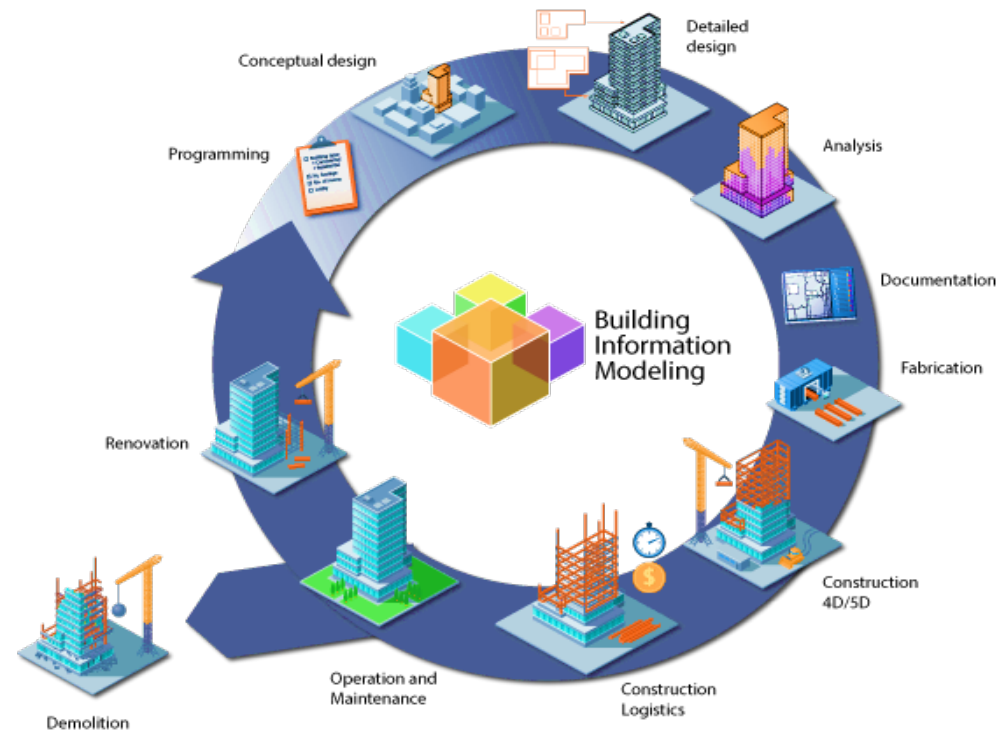 Building
Information
Modeling
Programming
Conceptual design
Detailed
design
Analysis
Documentation
Fabrication
Construction
4D/5D
Construction
Logistics
$
Operation and
Maintenance
Renovation
Demolition